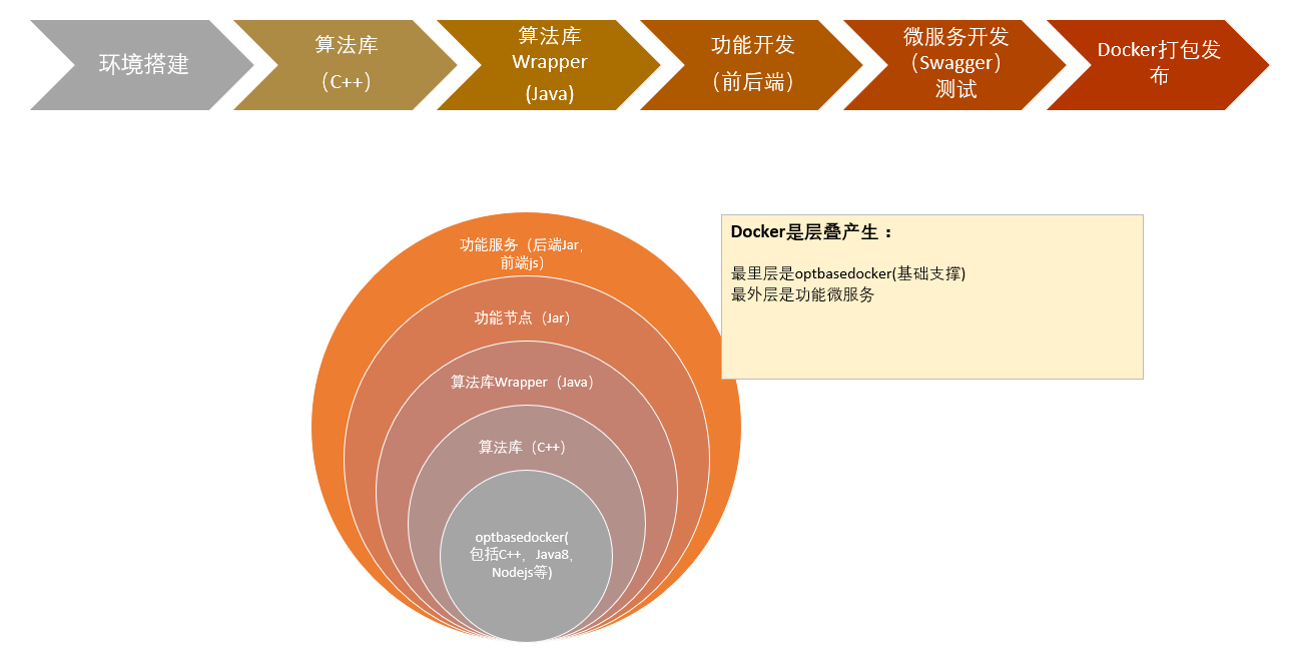 环境搭建
算法库
（C++）
算法库
Wrapper
(Java)
功能开发
（前后端）
微服务开发
（Swagger）
测试
Docker打包发
布
功能服务（后端Jar，
前端js）
功能节点（Jar）
算法库Wrapper（Java）
算法库（C++）
optbasedocker(
包括C++，Java8，
Nodejs等)
Docker是层叠产生：
最里层是optbasedocker(基础支撑)
最外层是功能微服务